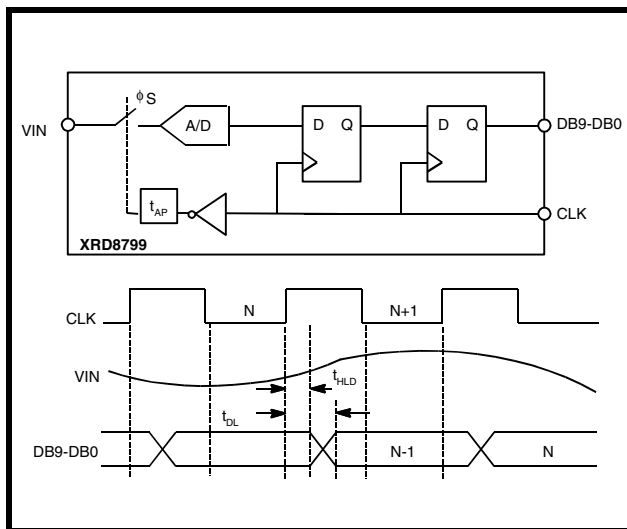 φS
VIN
A/D
D Q
D Q
DB9-DB0
tAP
CLK
XRD8799
CLK
N
N+1
VIN
tHLD
tDL
DB9-DB0
N-1
N